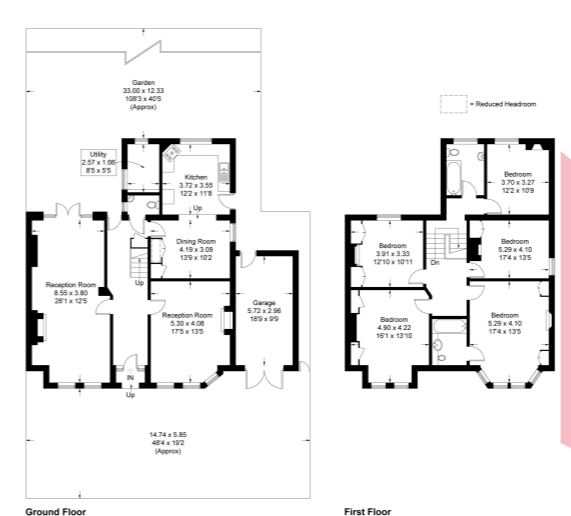 Garden
33.00 x 12.33
108'3 x 40'5
(Approx)
= Reduced Headroom
Utility
2.57 x 1.66
8'5 x 5'5
Kitchen
3.72 x 3.55
12'2 x 11'8
Up
Dining Room
4.19 x 3.09
13'9 x 10'2
Up
Reception Room
8.55 x 3.80
28'1 x 12'5
Reception Room
5.30 x 4.08
17'5 x 13'5
Garage
5.72 x 2.96
18'9 x 9'9
IN
Up
14.74 x 5.85
48'4 x 19'2
(Approx)
Bedroom
3.70 x 3.27
12'2 x 10'9
Bedroom
3.91 x 3.33
12'10 x 10'11
Dn
Bedroom
5.29 x 4.10
17'4 x 13'5
Bedroom
4.90 x 4.22
16'1 x 13'10
Bedroom
5.29 x 4.10
17'4 x 13'5
Ground Floor
First Floor